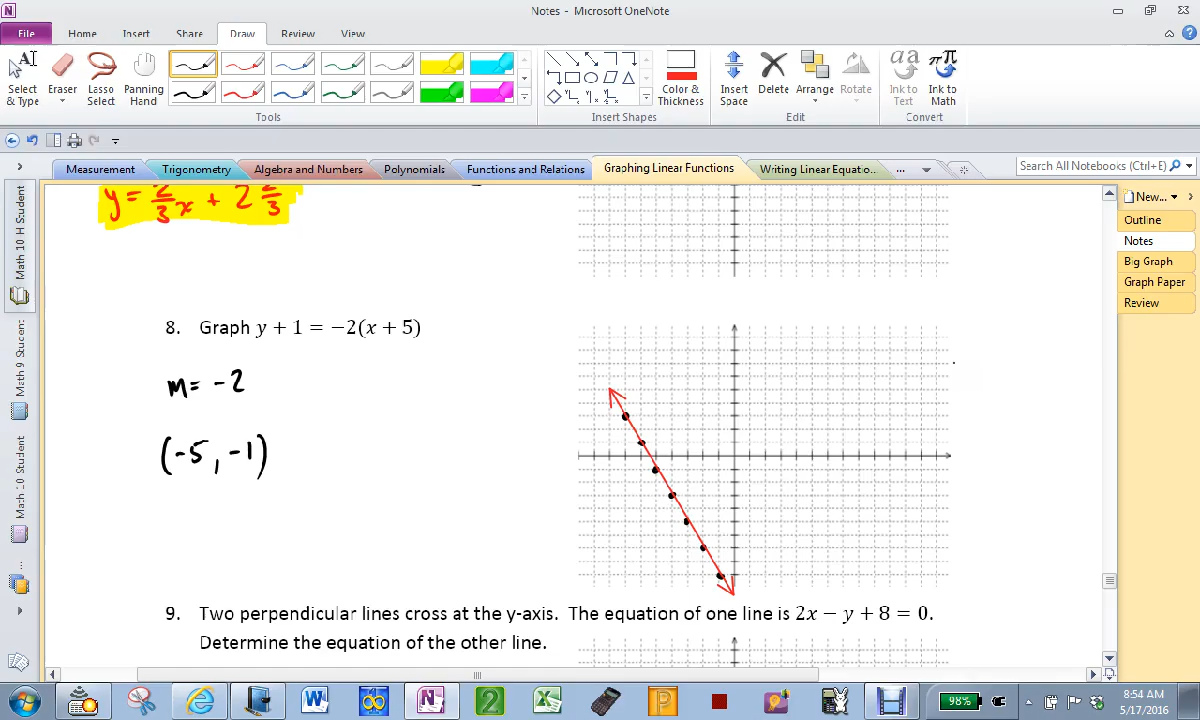 Notes - Microsoft OneNote
File Home Insert Share Draw Review View
Select & Type
Eraser
Lasso Select
Panning Hand
Color & Thickness
Insert Space
Delete
Arrange
Rotate
Ink to Text
Ink to Math
Tools
Insert Shapes
Edit
Convert
Measurement Trigonometry Algebra and Numbers Polynomials Functions and Relations Graphing Linear Functions Writing Linear Equatio... ...
Search All Notebooks (Ctrl+E)
New...
Outline
Notes
Big Graph
Graph Paper
Review
Math 10 H Student
Math 9 Student
Math 10 Student
y = 2/3 x + 2 2/3
8. Graph y + 1 = −2(x + 5)
m = -2
(-5, -1)
9. Two perpendicular lines cross at the y-axis. The equation of one line is 2x − y + 8 = 0.
Determine the equation of the other line.
98%
8:54 AM
5/17/2016